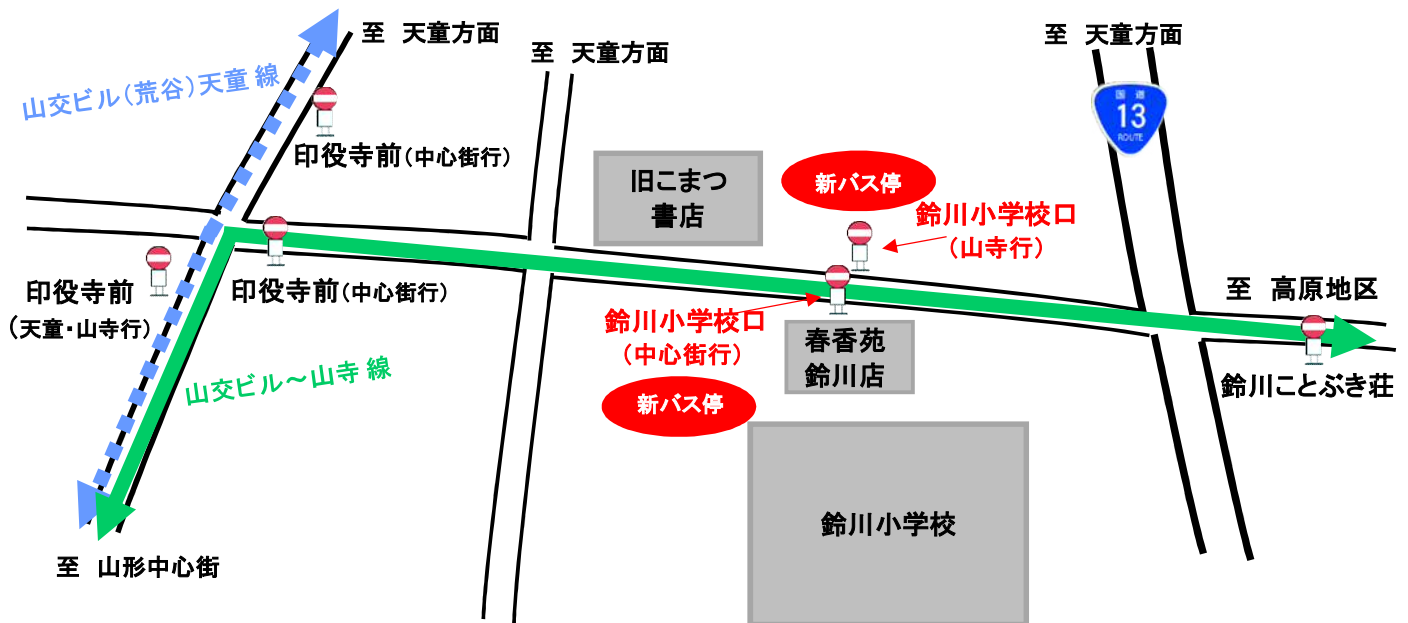 至 天童方面
至 天童方面
至 天童方面
山交ビル(荒谷)天童線
国道
13
ROUTE
印役寺前(中心街行)
旧こまつ
書店
新バス停
鈴川小学校口
(山寺行)
印役寺前
(天童・山寺行)
印役寺前(中心街行)
至 高原地区
鈴川小学校口
(中心街行)
春香苑
鈴川店
山交ビル~山寺線
鈴川ことぶき荘
新バス停
鈴川小学校
至 山形中心街